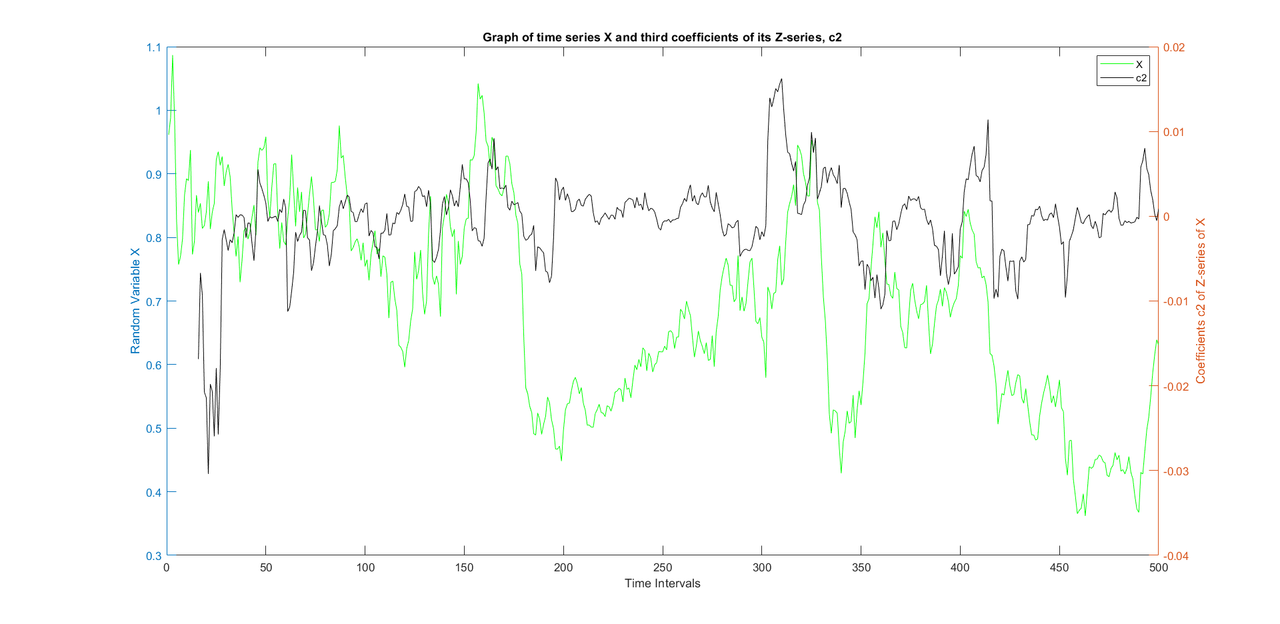 Graph of time series X and third coefficients of its Z-series, c2
X
c2
Random Variable X
1.1
1
0.9
0.8
0.7
0.6
0.5
0.4
0.3
0.02
0.01
0
-0.01
-0.02
-0.03
-0.04
Coefficients c2 of Z-series of X
0 50 100 150 200 250 300 350 400 450 500
Time Intervals